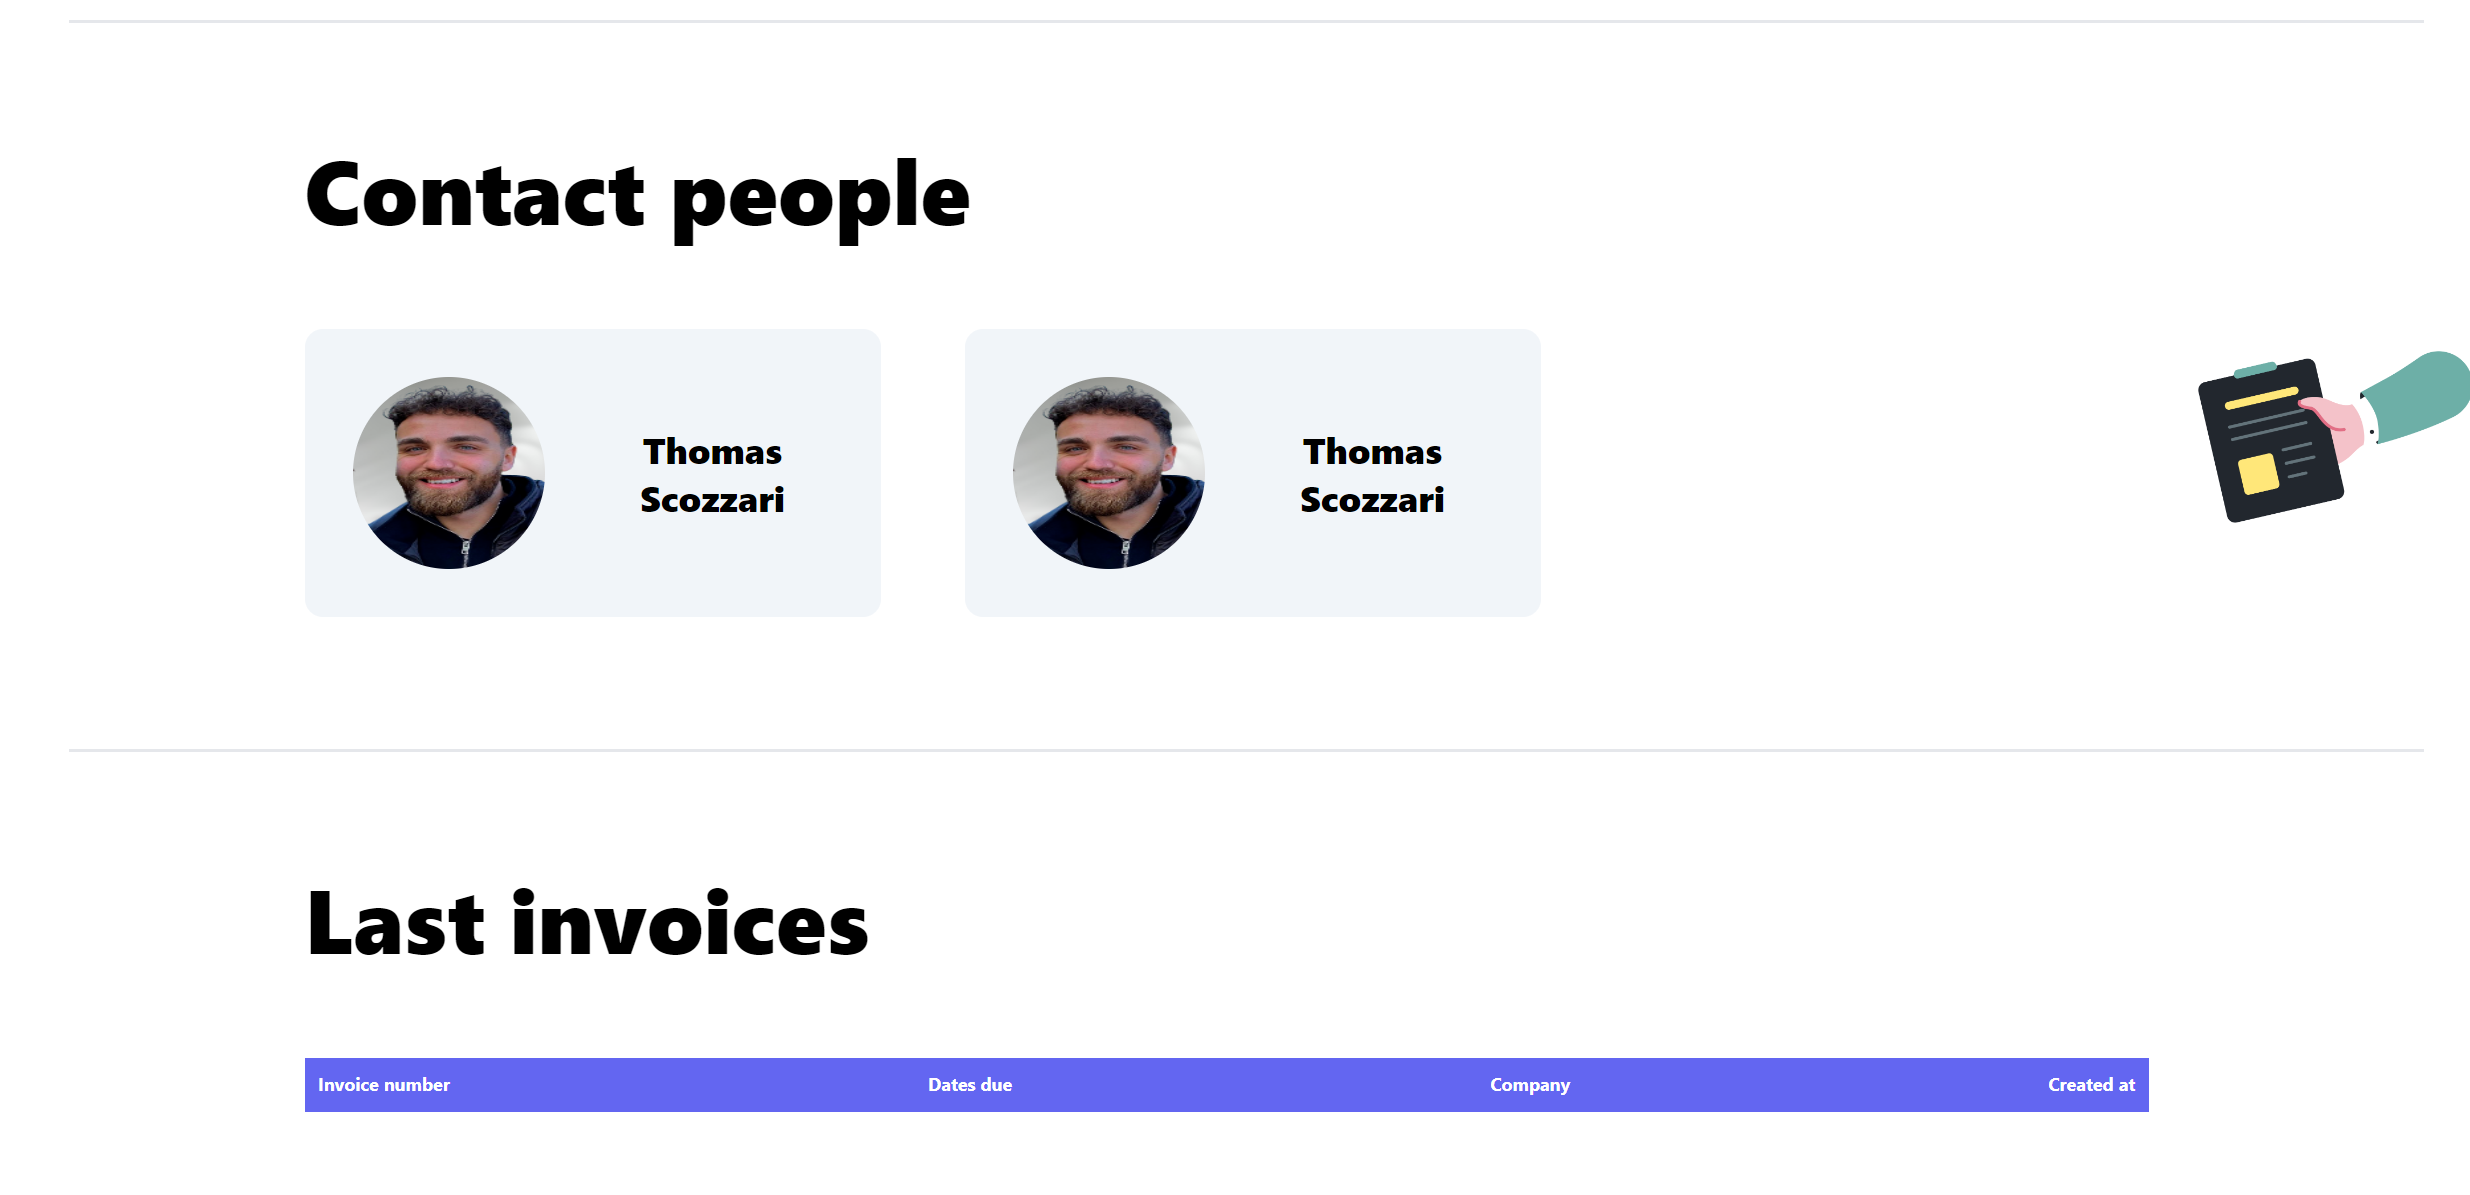 Contact people
Thomas
Scozzari
Thomas
Scozzari
Last invoices
Invoice number Dates due Company Created at